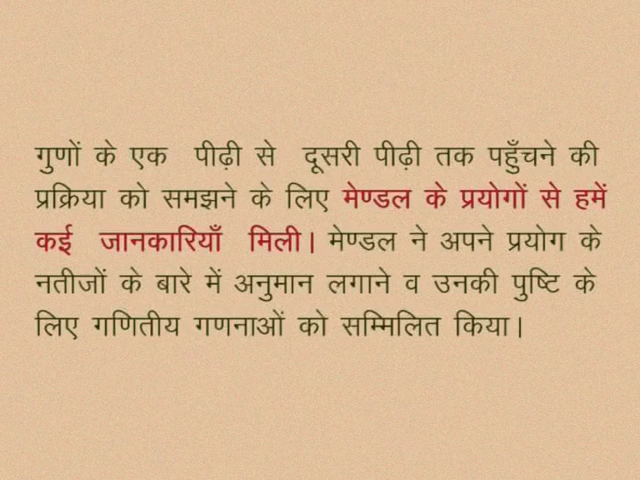 गुणों के एक पीढ़ी से दूसरी पीढ़ी तक पहुँचने की
प्रक्रिया को समझने के लिए मेण्डल के प्रयोगों से हमें
कई जानकारियाँ मिली। मेण्डल ने अपने प्रयोग के
नतीजों के बारे में अनुमान लगाने व उनकी पुष्टि के
लिए गणितीय गणनाओं को सम्मिलित किया।